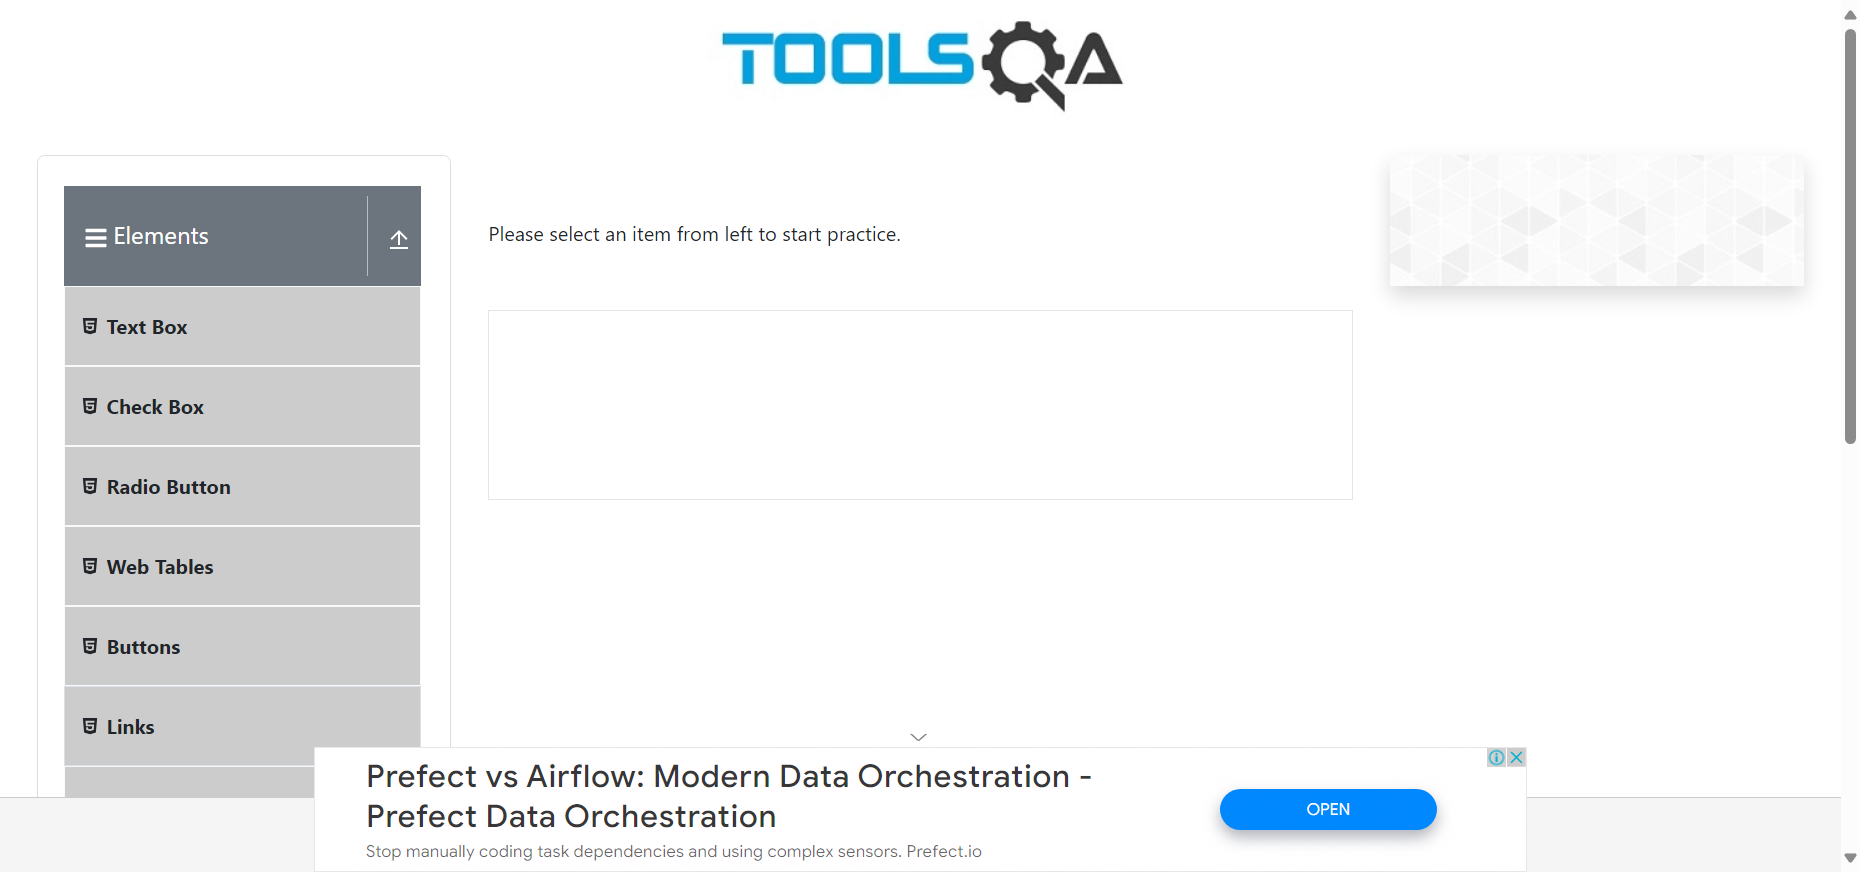 TOOLSQA
Elements
Please select an item from left to start practice.
Text Box
Check Box
Radio Button
Web Tables
Buttons
Links
Prefect vs Airflow: Modern Data Orchestration -
Prefect Data Orchestration
Stop manually coding task dependencies and using complex sensors. Prefect.io
OPEN